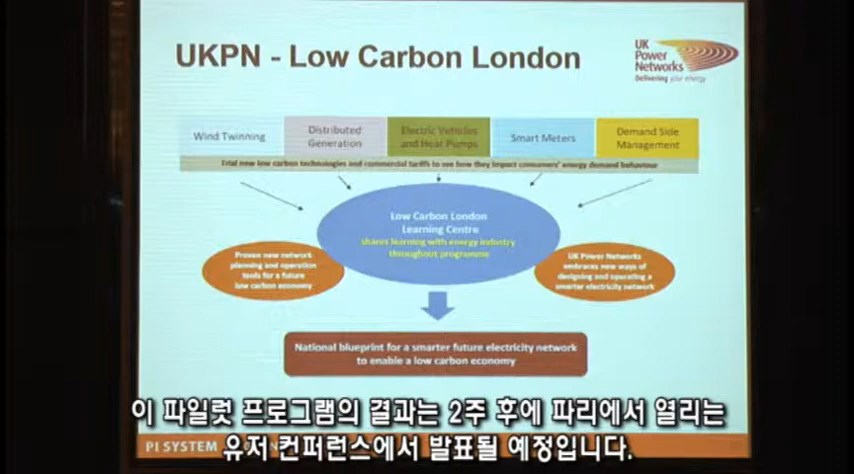 UKPN - Low Carbon London
UK
Power
Networks
Delivering your energy
Wind Twinning
Distributed
Generation
Electric Vehicles
and Heat Pumps
Smart Meters
Demand Side
Management
Trial new low carbon technologies and commercial tariffs to see how they impact consumers' energy demand behaviour
Low Carbon London
Learning Centre
shares learning with energy industry
throughout programme
Proven new network
planning and operation
tools for a future
low carbon economy
UK Power Networks
embraces new ways of
designing and operating a
smarter electricity network
National blueprint for a smarter future electricity network
to enable a low carbon economy
이 파일럿 프로그램의 결과는 2주 후에 파리에서 열리는
유저 컨퍼런스에서 발표될 예정입니다.
PI SYSTEM